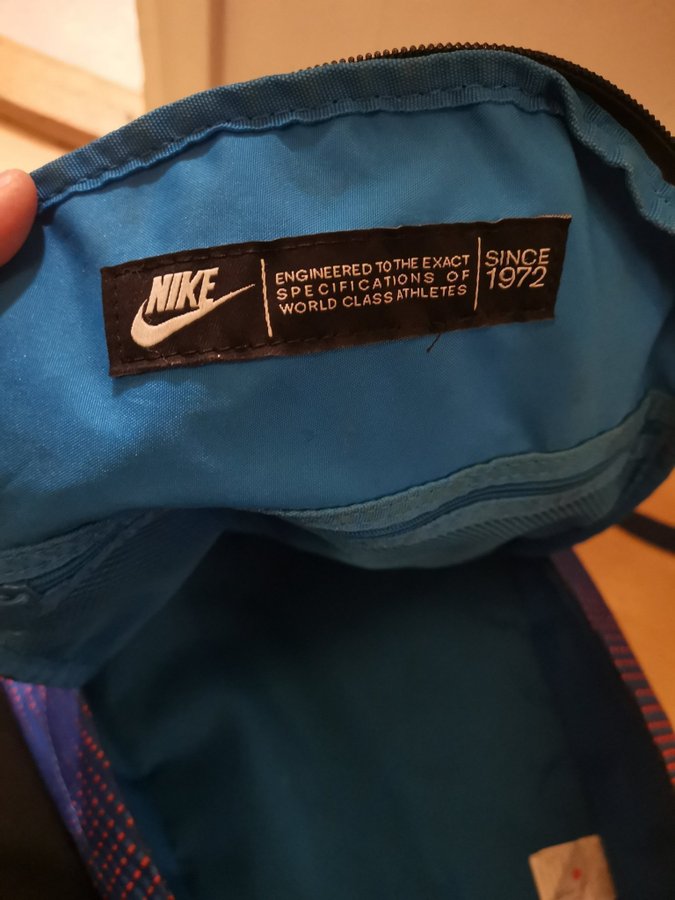 NIKE
ENGINEERED TO THE EXACT
SPECIFICATIONS OF
WORLD CLASS ATHLETES
SINCE
1972